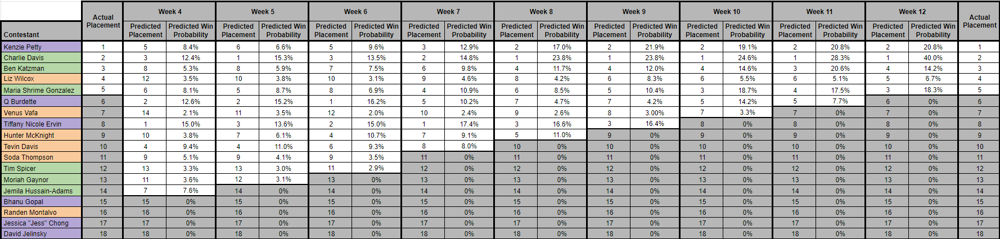 Actual Placement Week 4 Week 5 Week 6 Week 7 Week 8 Week 9 Week 10 Week 11 Week 12 Actual Placement
Contestant Predicted Placement Predicted Win Probability Predicted Placement Predicted Win Probability Predicted Placement Predicted Win Probability Predicted Placement Predicted Win Probability Predicted Placement Predicted Win Probability Predicted Placement Predicted Win Probability Predicted Placement Predicted Win Probability Predicted Placement Predicted Win Probability Predicted Placement Predicted Win Probability
Kenzie Petty 1 5 8.4% 6 6.6% 5 9.6% 3 12.9% 2 17.0% 2 21.9% 2 19.1% 2 20.8% 2 20.8% 1
Charlie Davis 2 3 12.4% 1 15.3% 3 13.5% 2 14.8% 1 23.8% 1 23.8% 1 24.6% 1 28.3% 1 40.0% 2
Ben Katzman 3 8 5.3% 8 5.9% 7 7.5% 6 9.8% 4 11.7% 4 12.0% 4 14.6% 3 20.6% 4 14.2% 3
Liz Wilcox 4 12 3.5% 10 3.8% 10 3.1% 9 4.6% 8 4.2% 6 8.3% 6 5.5% 6 5.1% 5 6.7% 4
Maria Shrime Gonzalez 5 6 8.1% 5 8.7% 8 6.9% 4 10.9% 6 8.5% 5 10.4% 3 18.7% 4 17.5% 3 18.3% 5
Q Burdette 6 2 12.6% 2 15.2% 1 16.2% 5 10.2% 7 4.7% 7 4.2% 5 14.2% 5 7.7% 6 0% 6
Venus Vafa 7 14 2.1% 11 3.5% 12 2.0% 10 2.4% 9 2.6% 8 3.00% 7 3.3% 7 0% 7 0% 7
Tiffany Nicole Ervin 8 1 15.0% 3 13.6% 2 15.0% 1 17.4% 3 16.6% 3 16.4% 8 0% 8 0% 8 0% 8
Hunter McKnight 9 10 3.8% 7 6.1% 4 10.7% 7 9.1% 5 11.0% 9 0% 9 0% 9 0% 9 0% 9
Tevin Davis 10 4 9.4% 4 11.0% 6 9.3% 8 8.0% 10 0% 10 0% 10 0% 10 0% 10 0% 10
Soda Thompson 11 9 5.1% 9 4.1% 9 3.5% 11 0% 11 0% 11 0% 11 0% 11 0% 11 0% 11
Tim Spicer 12 13 3.3% 13 3.0% 11 2.9% 12 0% 12 0% 12 0% 12 0% 12 0% 12 0% 12
Moriah Gaynor 13 11 3.6% 12 3.1% 13 0% 13 0% 13 0% 13 0% 13 0% 13 0% 13 0% 13
Jemila Hussain-Adams 14 7 7.6% 14 0% 14 0% 14 0% 14 0% 14 0% 14 0% 14 0% 14 0% 14
Bhanu Gopal 15 15 0% 15 0% 15 0% 15 0% 15 0% 15 0% 15 0% 15 0% 15 0% 15
Randen Montalvo 16 16 0% 16 0% 16 0% 16 0% 16 0% 16 0% 16 0% 16 0% 16 0% 16
Jessica "Jess" Chong 17 17 0% 17 0% 17 0% 17 0% 17 0% 17 0% 17 0% 17 0% 17 0% 17
David Jelinsky 18 18 0% 18 0% 18 0% 18 0% 18 0% 18 0% 18 0% 18 0% 18 0% 18